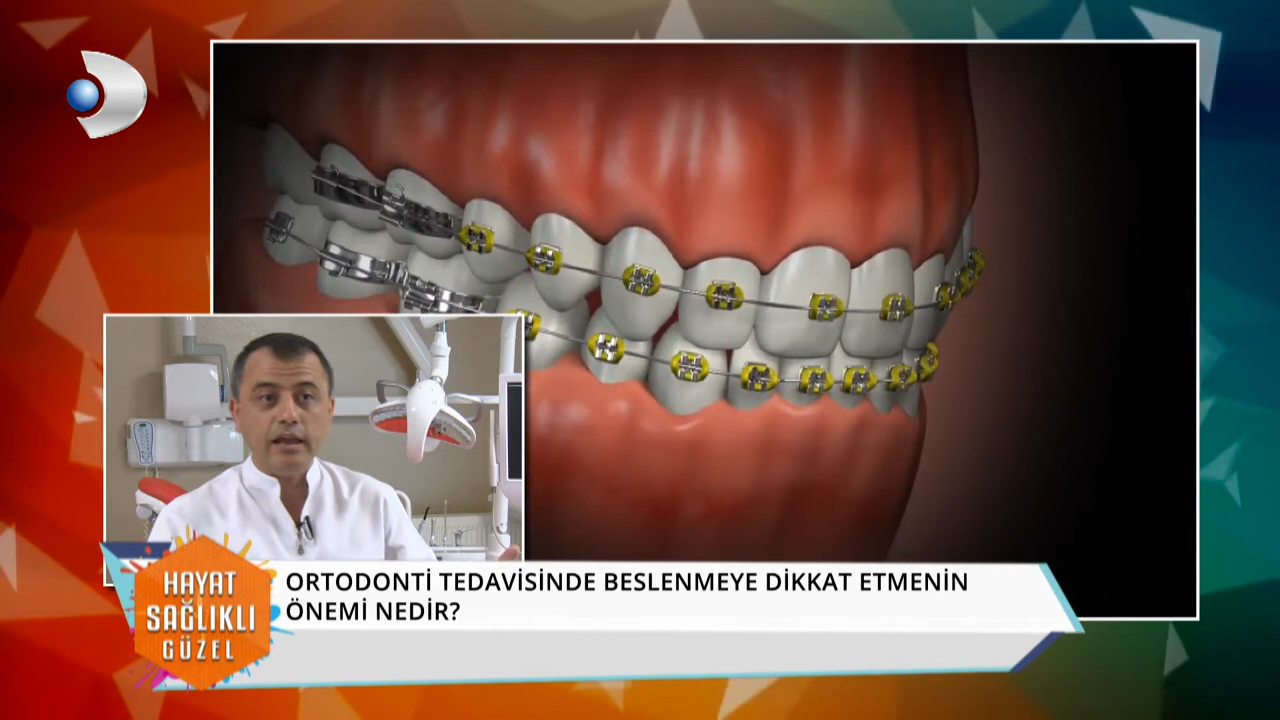 HAYAT
SAĞLIKLI
GÜZEL
ORTODONTİ TEDAVİSİNDE BESLENMEYE DİKKAT ETMENİN
ÖNEMİ NEDİR?